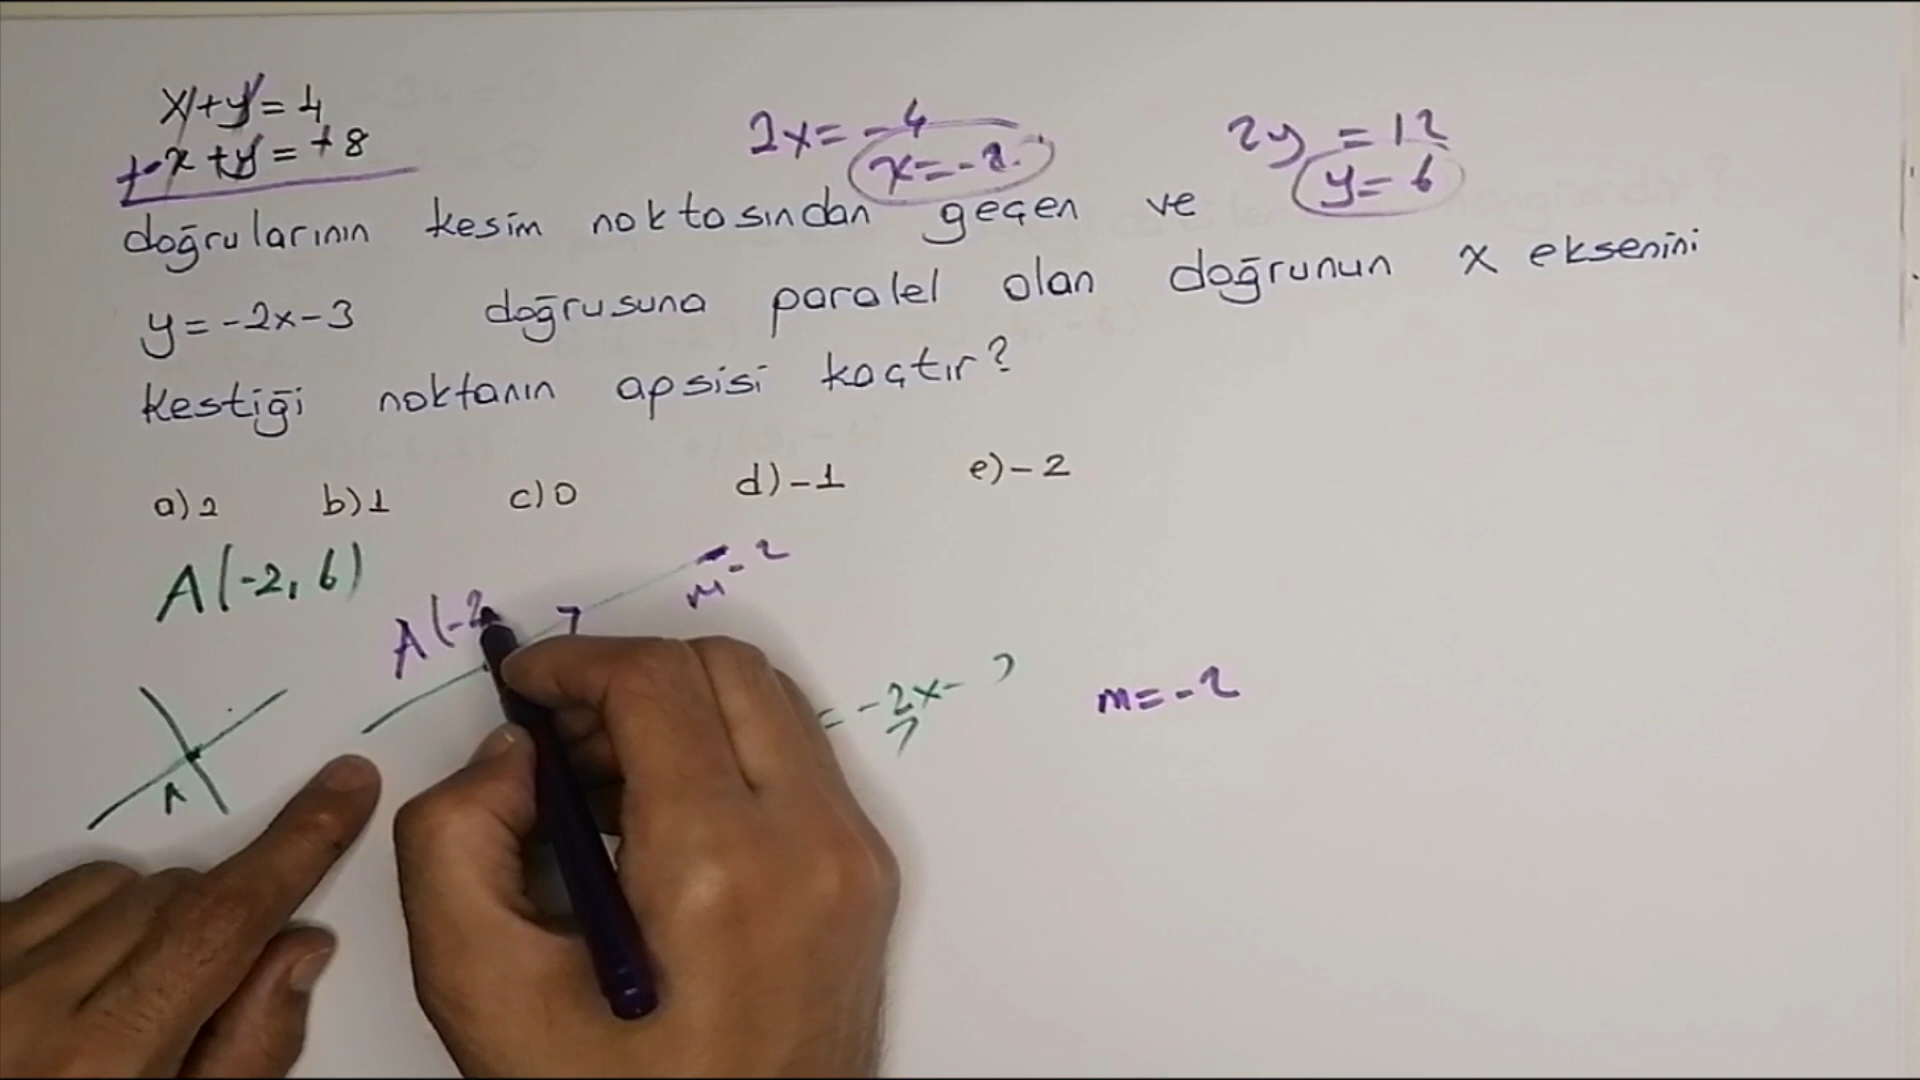 x+y=4
-x+y=+8
2x=-4
x=-2
2y=12
y=6
doğrularının kesim noktasından geçen ve
y=-2x-3 doğrusuna paralel olan doğrunun x eksenini
kestiği noktanın apsisi kaçtır?
a)2 b)1 c)0 d)-1 e)-2
A(-2,6)
A(-2
m-2
=-2x-
m=-2
A